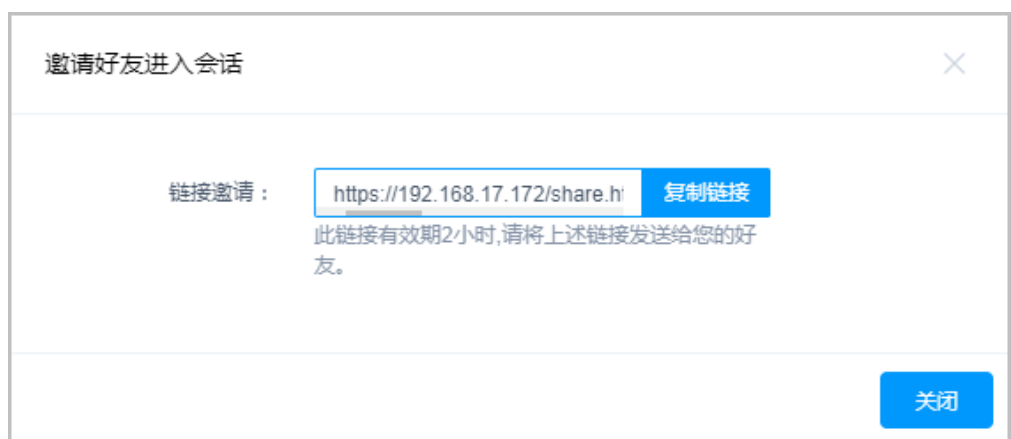 邀请好友进入会话
链接邀请：
https://192.168.17.172/share.ht
复制链接
此链接有效期2小时,请将上述链接发送给您的好
友。
关闭